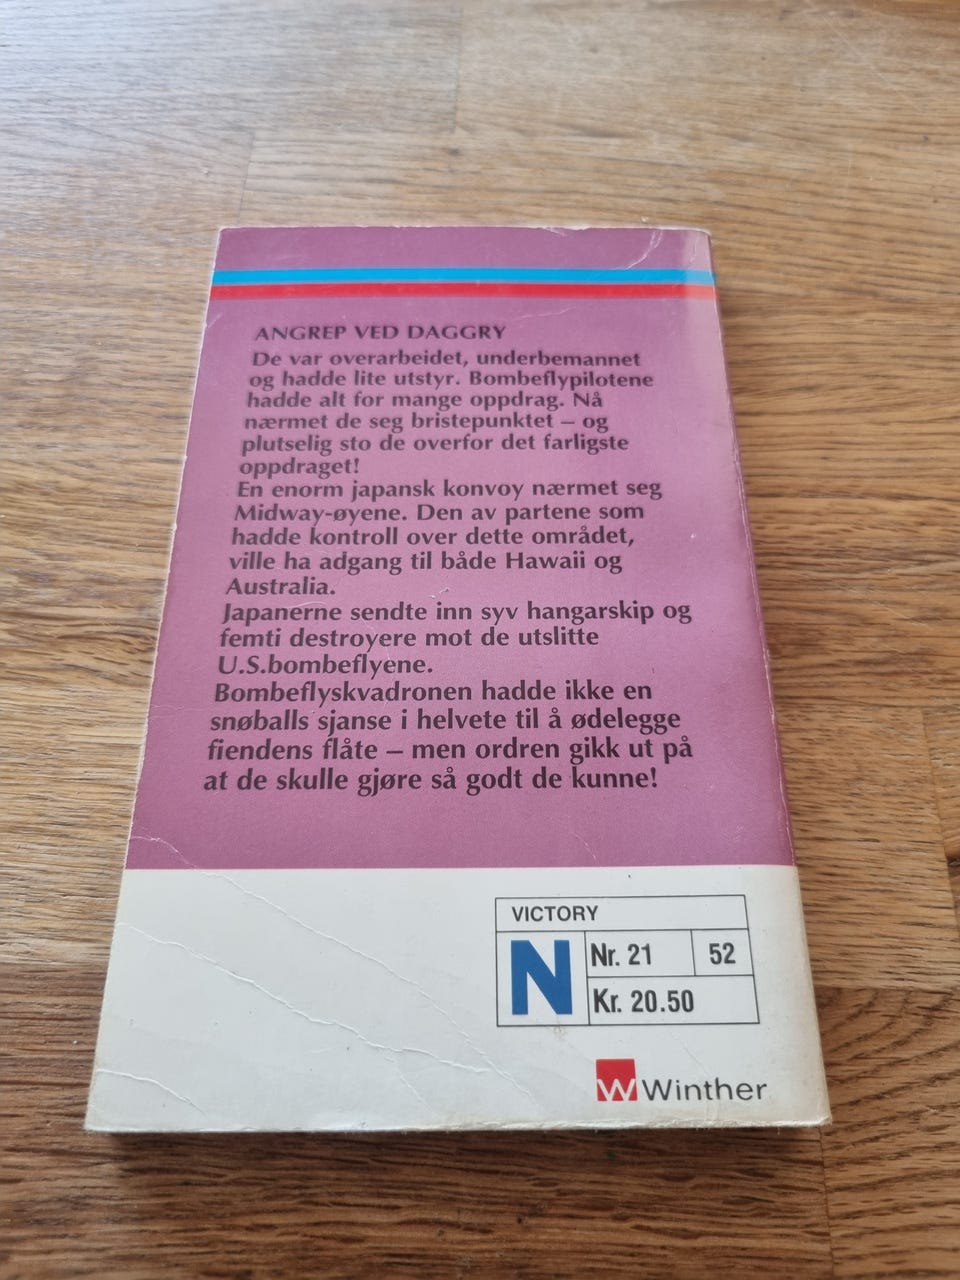 ANGREP VED DAGGRY
De var overarbeidet, underbemannet
og hadde lite utstyr. Bombeflypilotene
hadde alt for mange oppdrag. Nå
nærmet de seg bristepunktet – og
plutselig sto de overfor det farligste
oppdraget!
En enorm japansk konvoy nærmet seg
Midway-øyene. Den av partene som
hadde kontroll over dette området,
ville ha adgang til både Hawaii og
Australia.
Japanerne sendte inn syv hangarskip og
femti destroyere mot de utslitte
U.S.bombeflyene.
Bombeflyskvadronen hadde ikke en
snøballs sjanse i helvete til å ødelegge
fiendens flåte – men ordren gikk ut på
at de skulle gjøre så godt de kunne!
VICTORY
N Nr. 21 52
Kr. 20.50
W Winther